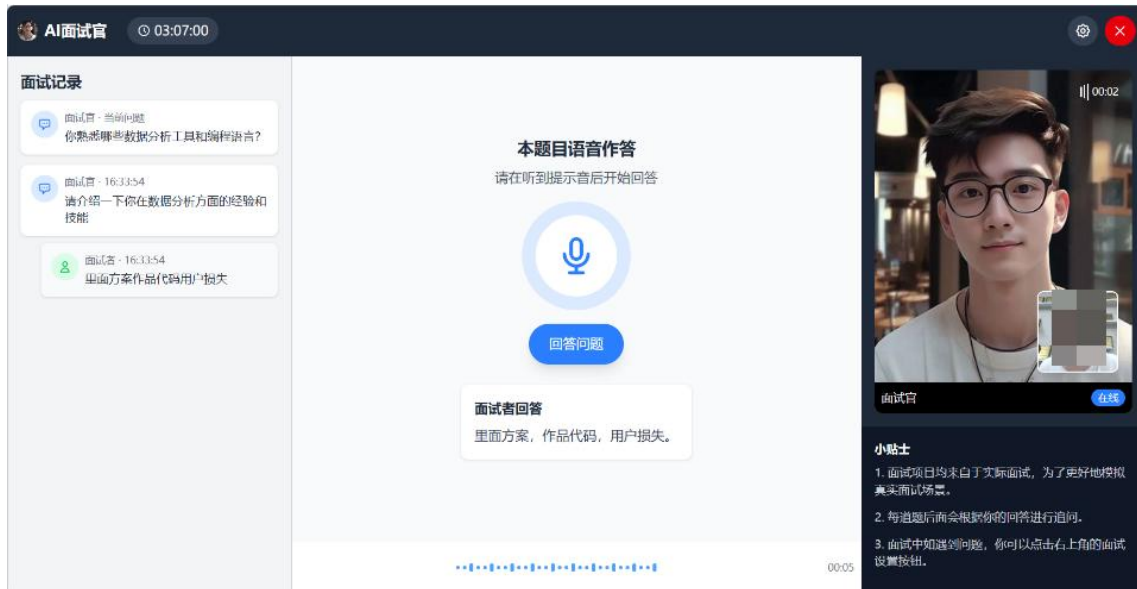 AI面试官
03:07:00
面试记录
面试官 · 当前问题
你熟悉哪些数据分析工具和编程语言?
面试官 · 16:33:54
请介绍一下你在数据分析方面的经验和
技能
面试者 · 16:33:54
里面方案作品代码用户损失
本题目语音作答
请在听到提示音后开始回答
回答问题
面试者回答
里面方案，作品代码，用户损失。
00:05
00:02
面试官
在线
小贴士
1. 面试项目均来自于实际面试，为了更好地模拟
真实面试场景。
2. 每道题后面会根据你的回答进行追问。
3. 面试中如遇到问题，你可以点击右上角的面试
设置按钮。